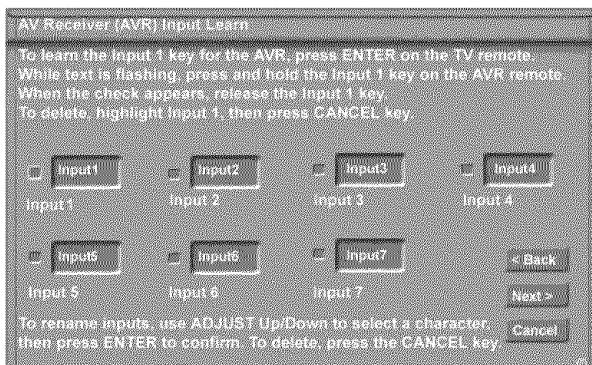 AV Receiver (AVR) Input Learn
To learn the Input 1 key for the AVR, press ENTER on the TV remote.
While text is flashing, press and hold the Input 1 key on the AVR remote.
When the check appears, release the Input 1 key.
To delete, highlight Input 1, then press CANCEL key.
Input1 Input2 Input3 Input4
Input 1 Input 2 Input 3 Input 4
Input5 Input6 Input7
< Back
Input 5 Input 6 Input 7
Next >
To rename inputs, use ADJUST Up/Down to select a character,
Cancel
then press ENTER to confirm. To delete, press the CANCEL key.